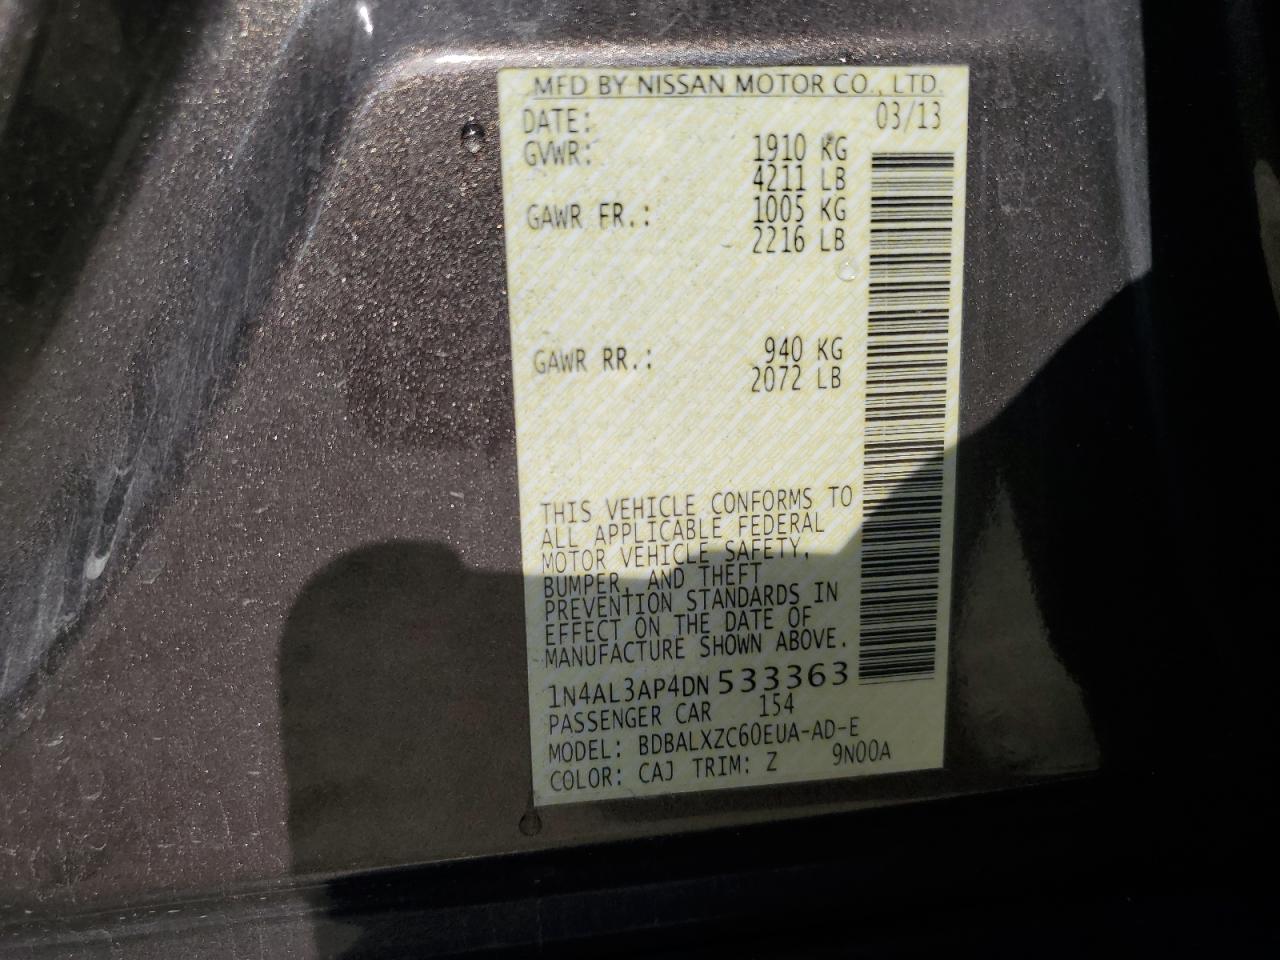 MFD BY NISSAN MOTOR CO., LTD.
DATE: 03/13
GVWR: 1910 KG
4211 LB
GAWR FR.: 1005 KG
2216 LB
GAWR RR.: 940 KG
2072 LB
THIS VEHICLE CONFORMS TO
ALL APPLICABLE FEDERAL
MOTOR VEHICLE SAFETY,
BUMPER, AND THEFT
PREVENTION STANDARDS IN
EFFECT ON THE DATE OF
MANUFACTURE SHOWN ABOVE.
1N4AL3AP4DN533363
PASSENGER CAR 154
MODEL: BDBALXZC60EUA-AD-E
COLOR: CAJ TRIM: Z 9N00A